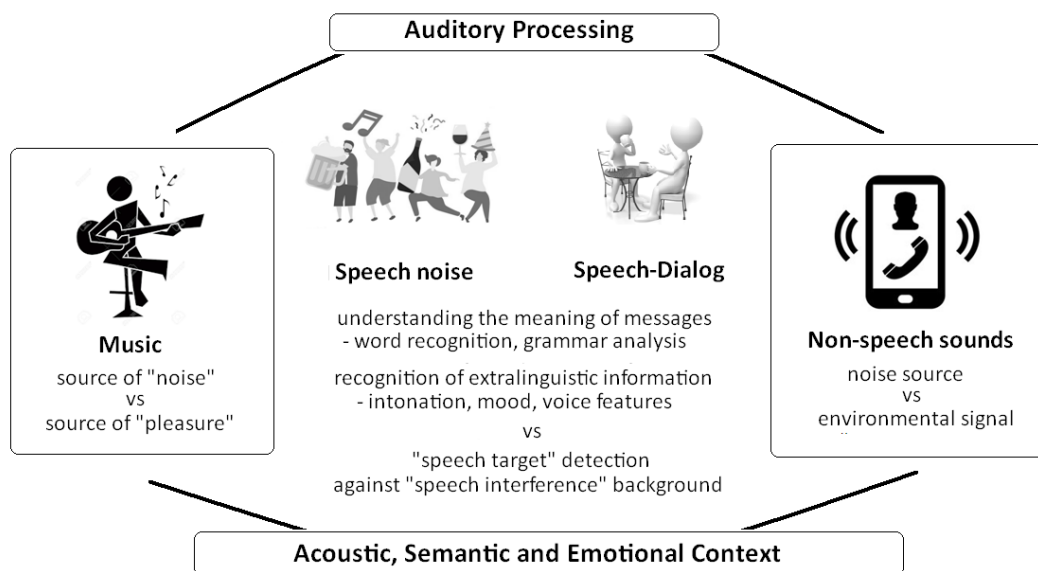 Auditory Processing
Music
source of "noise"
vs
source of "pleasure"
Speech noise
Speech-Dialog
understanding the meaning of messages
- word recognition, grammar analysis
recognition of extralinguistic information
- intonation, mood, voice features
vs
"speech target" detection
against "speech interference" background
Non-speech sounds
noise source
vs
environmental signal
Acoustic, Semantic and Emotional Context